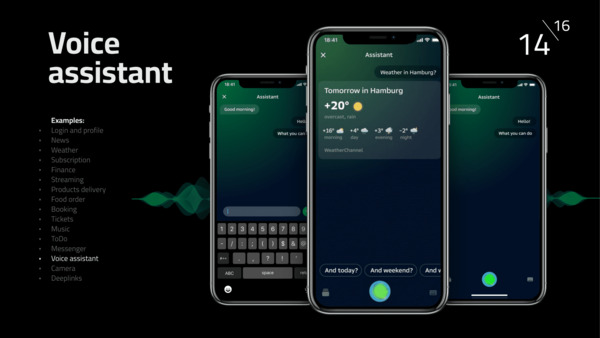 Voice
assistant
14
16
Examples:
Login and profile
News
Weather
Subscription
Finance
Streaming
Products delivery
Food order
Booking
Tickets
Music
ToDo
Messenger
Voice assistant
Camera
Deeplinks
18:41
Assistant
Good morning!
Hello!
What you can
1 2 3 4 5 6 7 8 9
- / : ; ( ) $ &
. , ? !
ABC space
18:41
Assistant
Weather in Hamburg?
Tomorrow in Hamburg
+20°
overcast, rain
+16° +4° +3° -2°
morning day evening night
WeatherChannel
And today? And weekend? And
Assistant
Hello!
What you can do